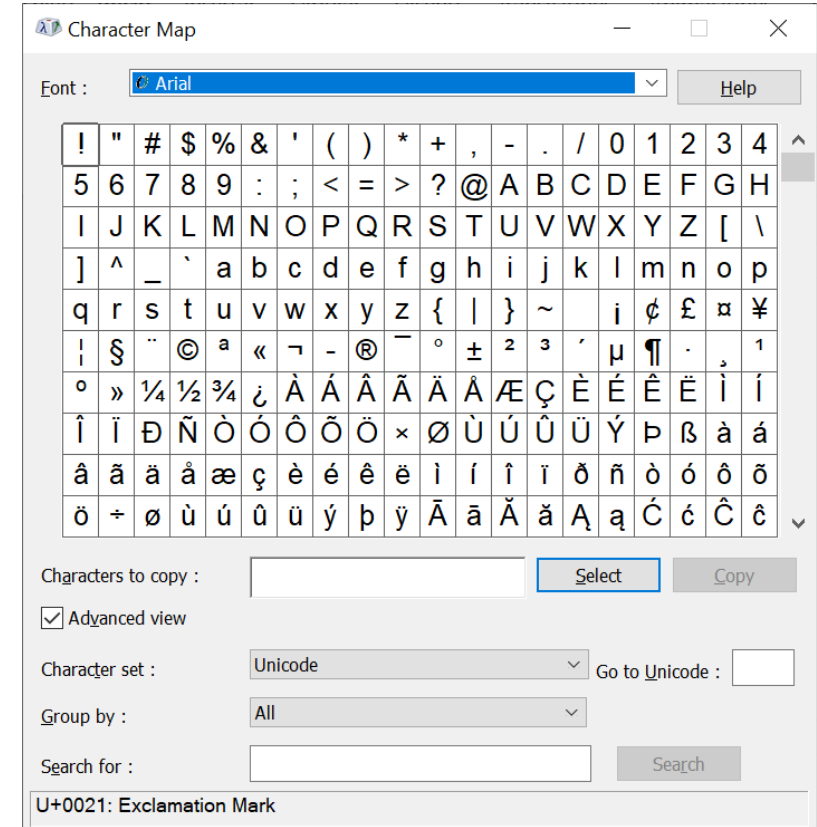 Character Map
Font :
Arial
Help
! " # $ % & ' ( ) * + , - . / 0 1 2 3 4
5 6 7 8 9 : ; < = > ? @ A B C D E F G H
I J K L M N O P Q R S T U V W X Y Z [ \
] ^ _ ` a b c d e f g h i j k l m n o p
q r s t u v w x y z { | } ~ ¡ ¢ £ ¤ ¥
¦ § ¨ © ª « ¬ - ® ¯ ° ± ² ³ ´ µ ¶ · ¸ ¹
º » ¼ ½ ¾ ¿ À Á Â Ã Ä Å Æ Ç È É Ê Ë Ì Í
Î Ï Ð Ñ Ò Ó Ô Õ Ö × Ø Ù Ú Û Ü Ý Þ ß à á
â ã ä å æ ç è é ê ë ì í î ï ð ñ ò ó ô õ
ö ÷ ø ù ú û ü ý þ ÿ Ā ā Ă ă Ą ą Ć ć Ĉ ĉ
Characters to copy :
Select
Copy
Advanced view
Character set :
Unicode
Go to Unicode :
Group by :
All
Search for :
Search
U+0021: Exclamation Mark